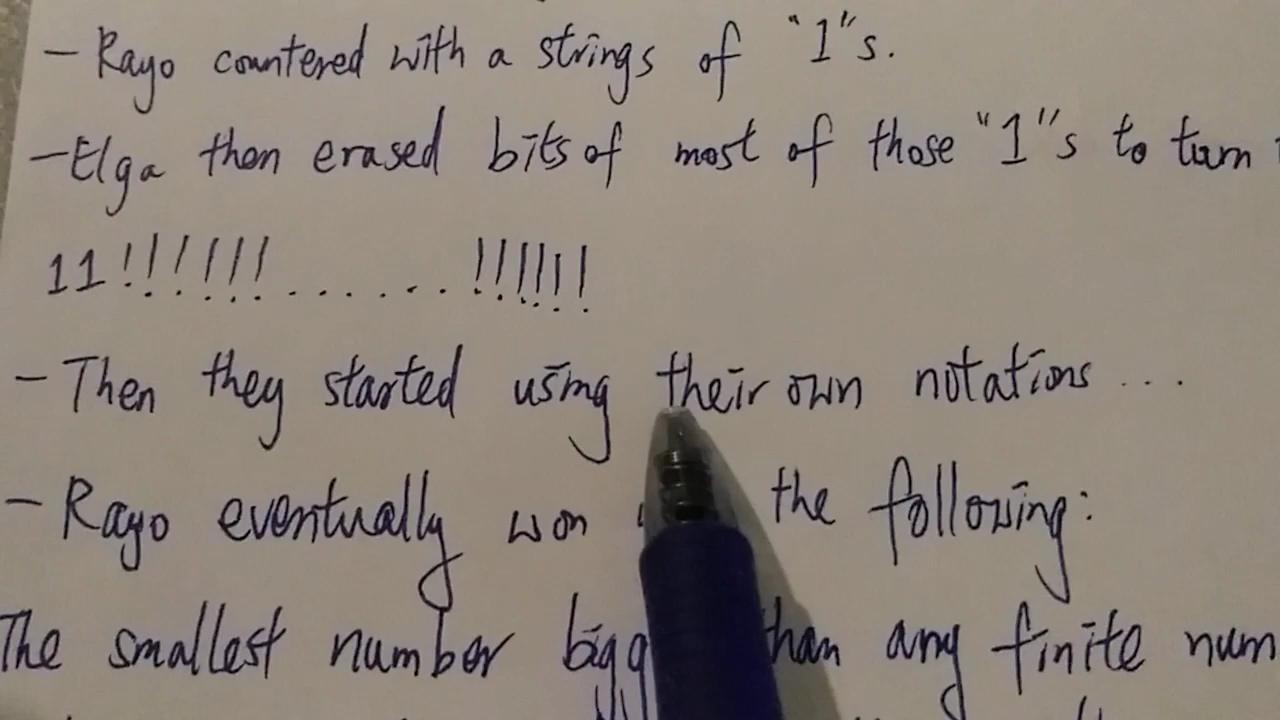 - Rayo countered with a strings of "1"s.
- Elga then erased bits of most of those "1"s to turn
11!!!!!!......!!!!!!
- Then they started using their own notations ...
- Rayo eventually won the following:
The smallest number than any finite num